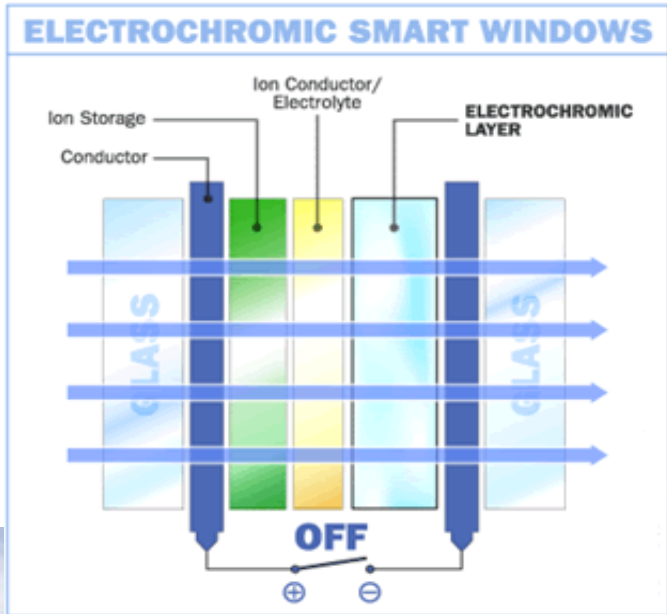 ELECTROCHROMIC SMART WINDOWS
Ion Conductor/
Electrolyte
Ion Storage
ELECTROCHROMIC
LAYER
Conductor
GLASS
GLASS
OFF
+ −